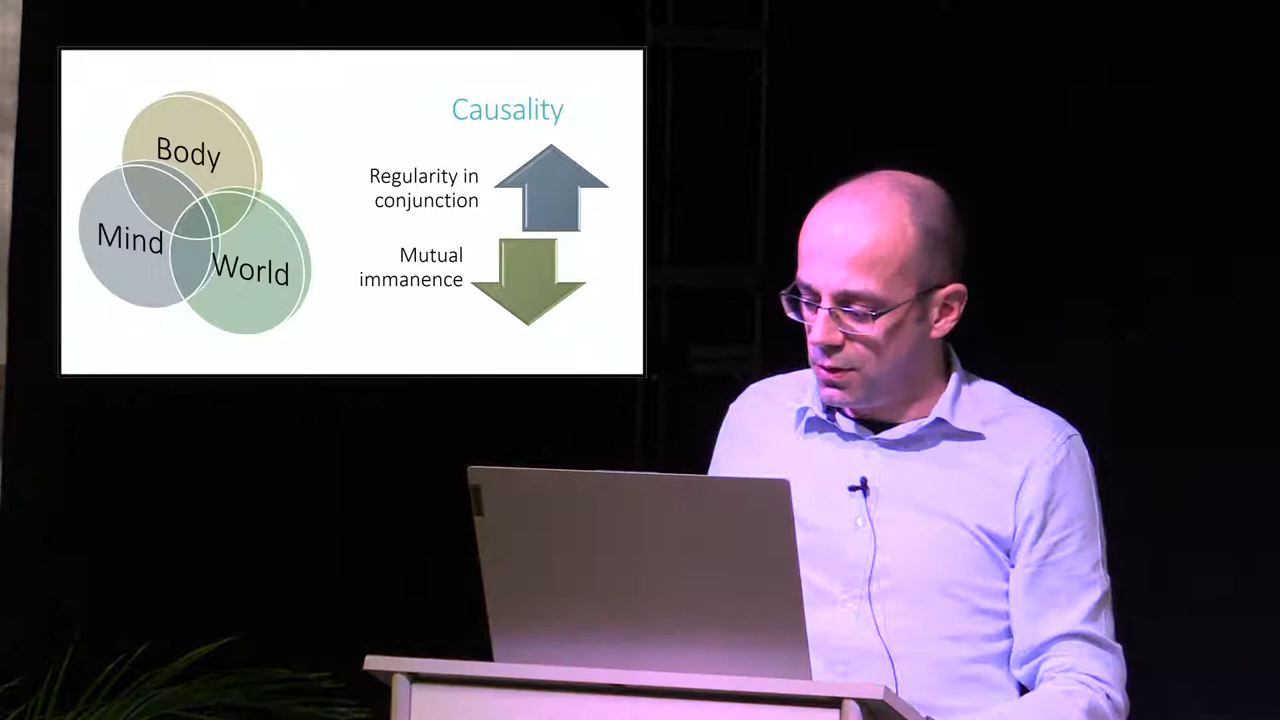 Body
Mind
World
Causality
Regularity in
conjunction
Mutual
immanence